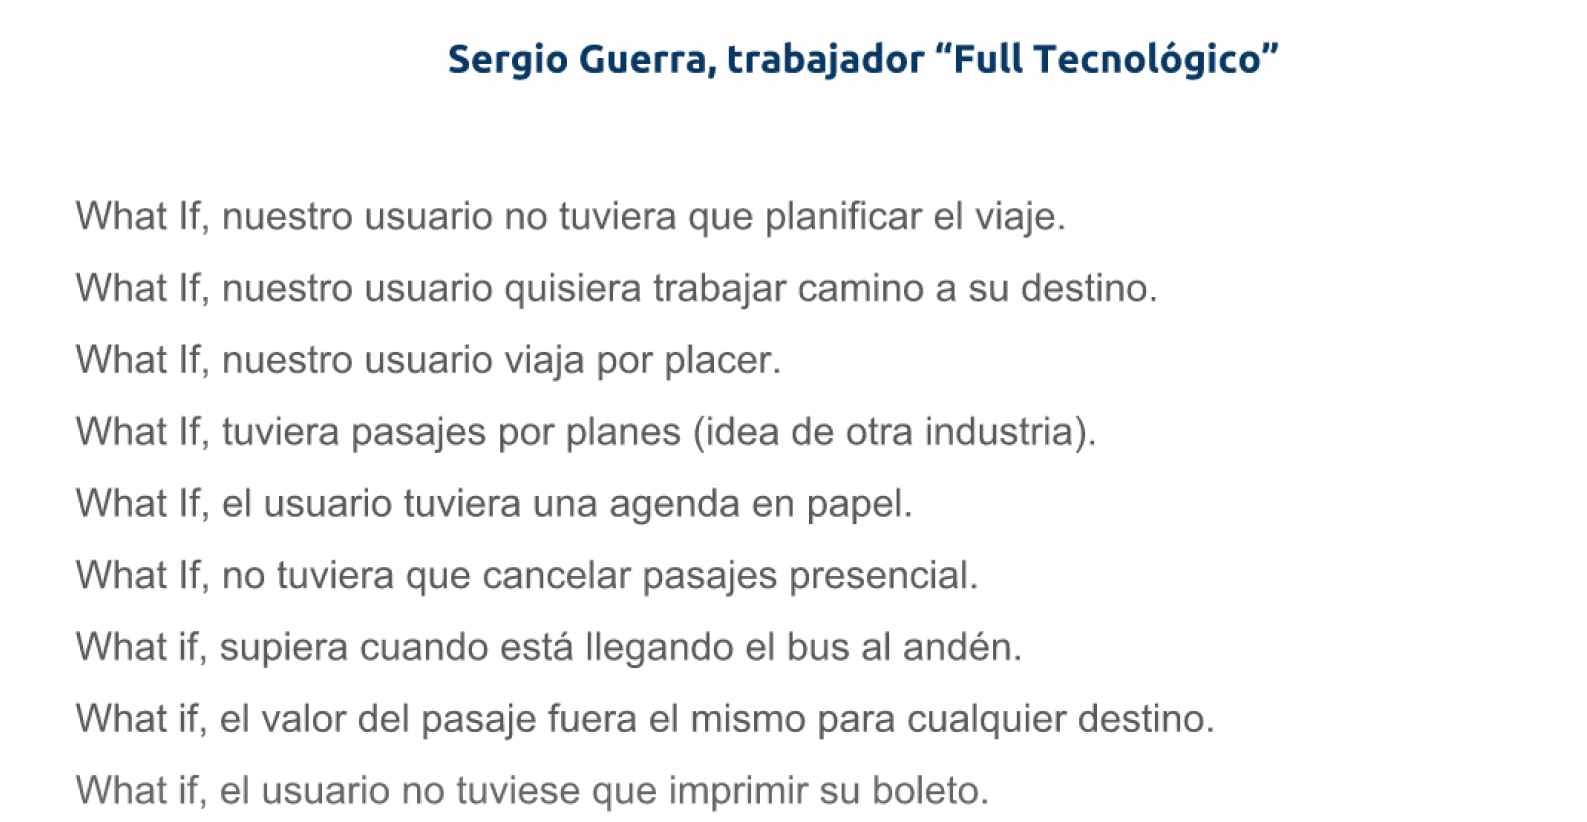 Sergio Guerra, trabajador “Full Tecnológico”
What If, nuestro usuario no tuviera que planificar el viaje.
What If, nuestro usuario quisiera trabajar camino a su destino.
What If, nuestro usuario viaja por placer.
What If, tuviera pasajes por planes (idea de otra industria).
What If, el usuario tuviera una agenda en papel.
What If, no tuviera que cancelar pasajes presencial.
What if, supiera cuando está llegando el bus al andén.
What if, el valor del pasaje fuera el mismo para cualquier destino.
What if, el usuario no tuviese que imprimir su boleto.